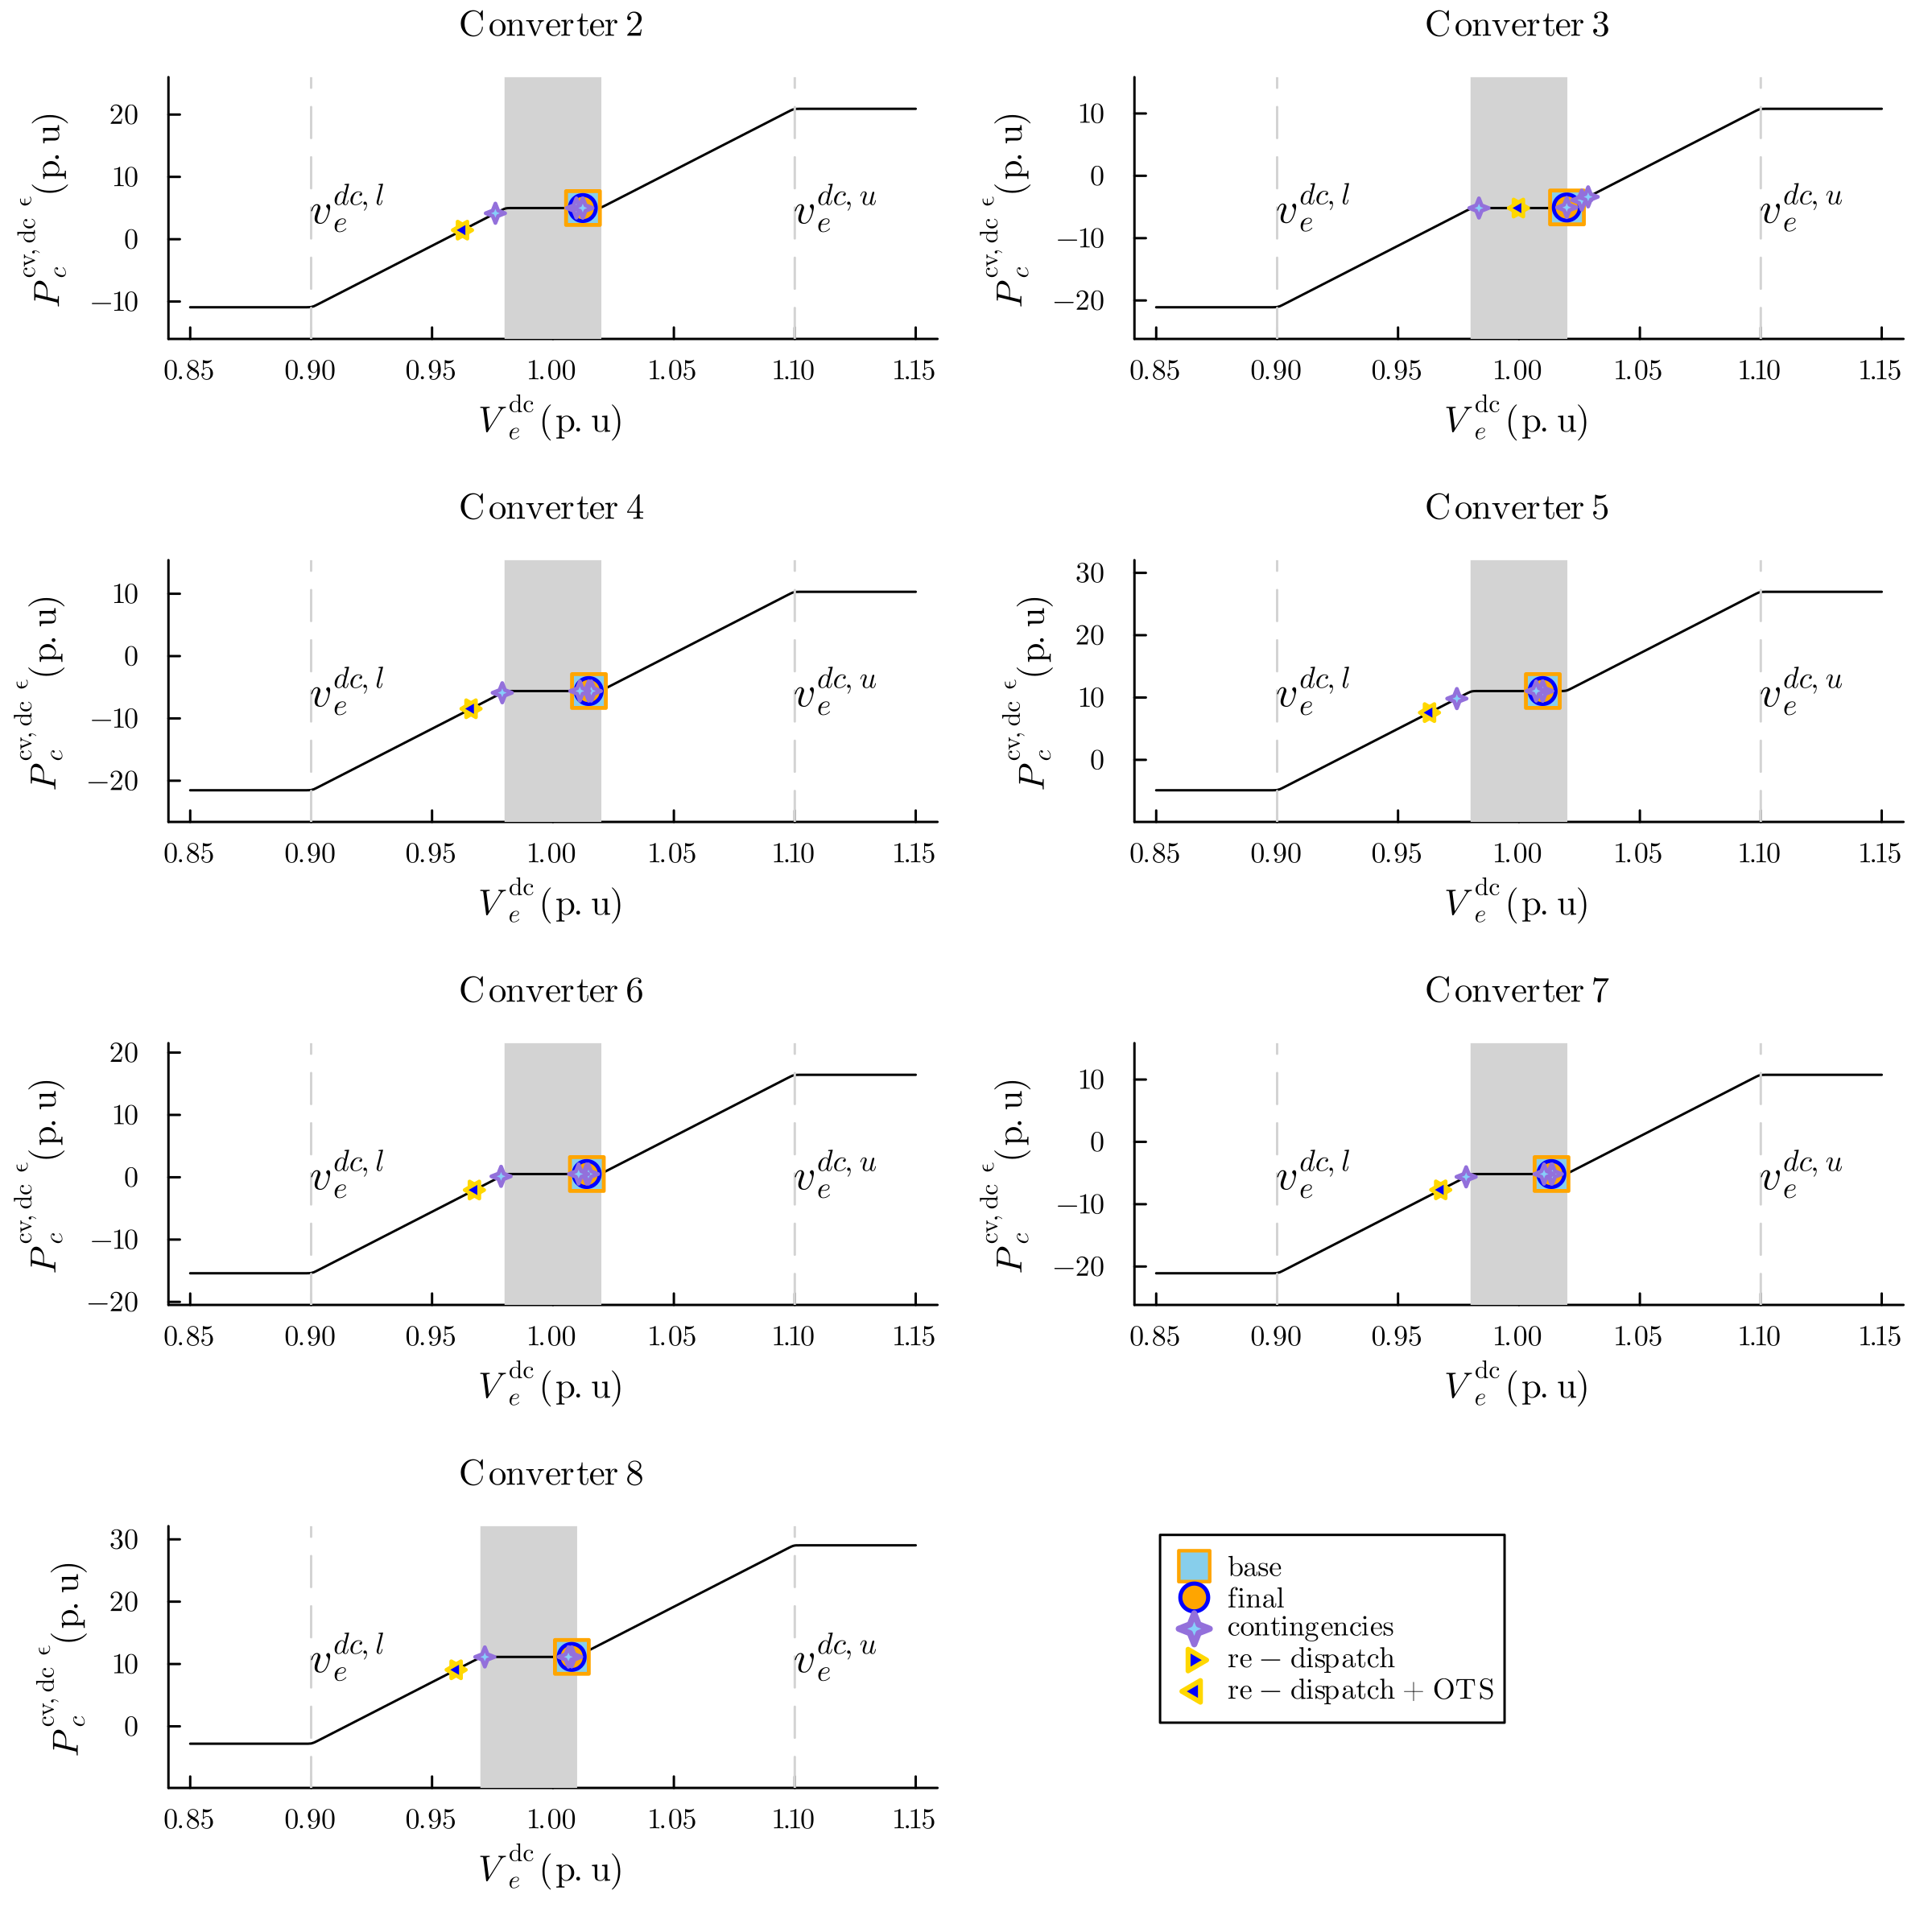 Converter 2
20
10
0
−10
P_c^{cv, dc ϵ} (p. u)
v_e^{dc, l}
v_e^{dc, u}
0.85 0.90 0.95 1.00 1.05 1.10 1.15
V_e^{dc} (p. u)
Converter 3
10
0
−10
−20
P_c^{cv, dc ϵ} (p. u)
v_e^{dc, l}
v_e^{dc, u}
0.85 0.90 0.95 1.00 1.05 1.10 1.15
V_e^{dc} (p. u)
Converter 4
10
0
−10
−20
P_c^{cv, dc ϵ} (p. u)
v_e^{dc, l}
v_e^{dc, u}
0.85 0.90 0.95 1.00 1.05 1.10 1.15
V_e^{dc} (p. u)
Converter 5
30
20
10
0
P_c^{cv, dc ϵ} (p. u)
v_e^{dc, l}
v_e^{dc, u}
0.85 0.90 0.95 1.00 1.05 1.10 1.15
V_e^{dc} (p. u)
Converter 6
20
10
0
−10
−20
P_c^{cv, dc ϵ} (p. u)
v_e^{dc, l}
v_e^{dc, u}
0.85 0.90 0.95 1.00 1.05 1.10 1.15
V_e^{dc} (p. u)
Converter 7
10
0
−10
−20
P_c^{cv, dc ϵ} (p. u)
v_e^{dc, l}
v_e^{dc, u}
0.85 0.90 0.95 1.00 1.05 1.10 1.15
V_e^{dc} (p. u)
Converter 8
30
20
10
0
P_c^{cv, dc ϵ} (p. u)
v_e^{dc, l}
v_e^{dc, u}
0.85 0.90 0.95 1.00 1.05 1.10 1.15
V_e^{dc} (p. u)
base
final
contingencies
re − dispatch
re − dispatch + OTS